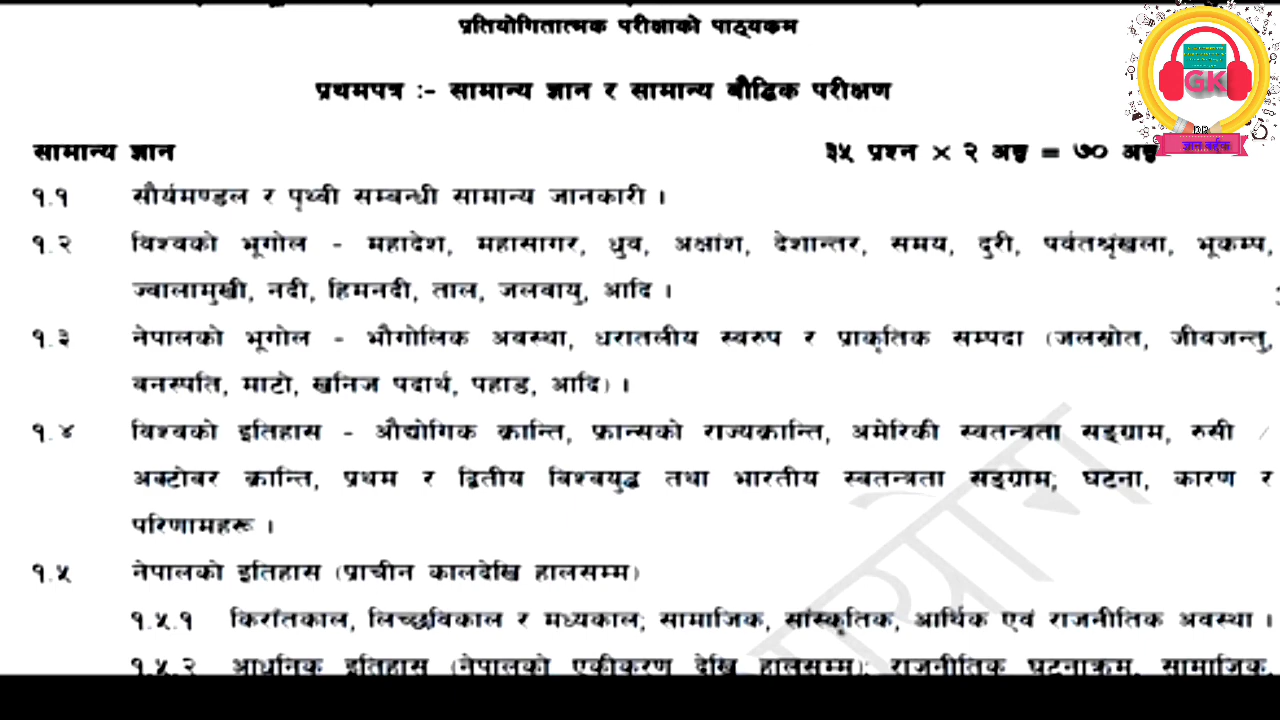 प्रतियोगितात्मक परीक्षाको पाठ्यक्रम
प्रथमपत्र :- सामान्य ज्ञान र सामान्य बौद्धिक परीक्षण
GK
ज्ञान वर्ल्ड
सामान्य ज्ञान ३५ प्रश्न × २ अङ्क = ७० अङ्क
१.१ सौर्यमण्डल र पृथ्वी सम्बन्धी सामान्य जानकारी ।
१.२ विश्वको भूगोल - महादेश, महासागर, ध्रुव, अक्षांश, देशान्तर, समय, दुरी, पर्वतश्रृंखला, भूकम्प,
ज्वालामुखी, नदी, हिमनदी, ताल, जलवायु, आदि ।
१.३ नेपालको भूगोल - भौगोलिक अवस्था, धरातलीय स्वरुप र प्राकृतिक सम्पदा (जलस्रोत, जीवजन्तु,
वनस्पति, माटो, खनिज पदार्थ, पहाड, आदि) ।
१.४ विश्वको इतिहास - औद्योगिक क्रान्ति, फ्रान्सको राज्यक्रान्ति, अमेरिकी स्वतन्त्रता सङ्ग्राम, रुसी /
अक्टोबर क्रान्ति, प्रथम र द्वितीय विश्वयुद्ध तथा भारतीय स्वतन्त्रता सङ्ग्राम; घटना, कारण र
परिणामहरू ।
१.५ नेपालको इतिहास (प्राचीन कालदेखि हालसम्म)
१.५.१ किराँतकाल, लिच्छविकाल र मध्यकाल; सामाजिक, सांस्कृतिक, आर्थिक एवं राजनीतिक अवस्था ।
१.५.२ आधुनिक इतिहास (नेपालको एकीकरण देखि हालसम्म); राजनीतिक घटनाक्रम, सामाजिक,